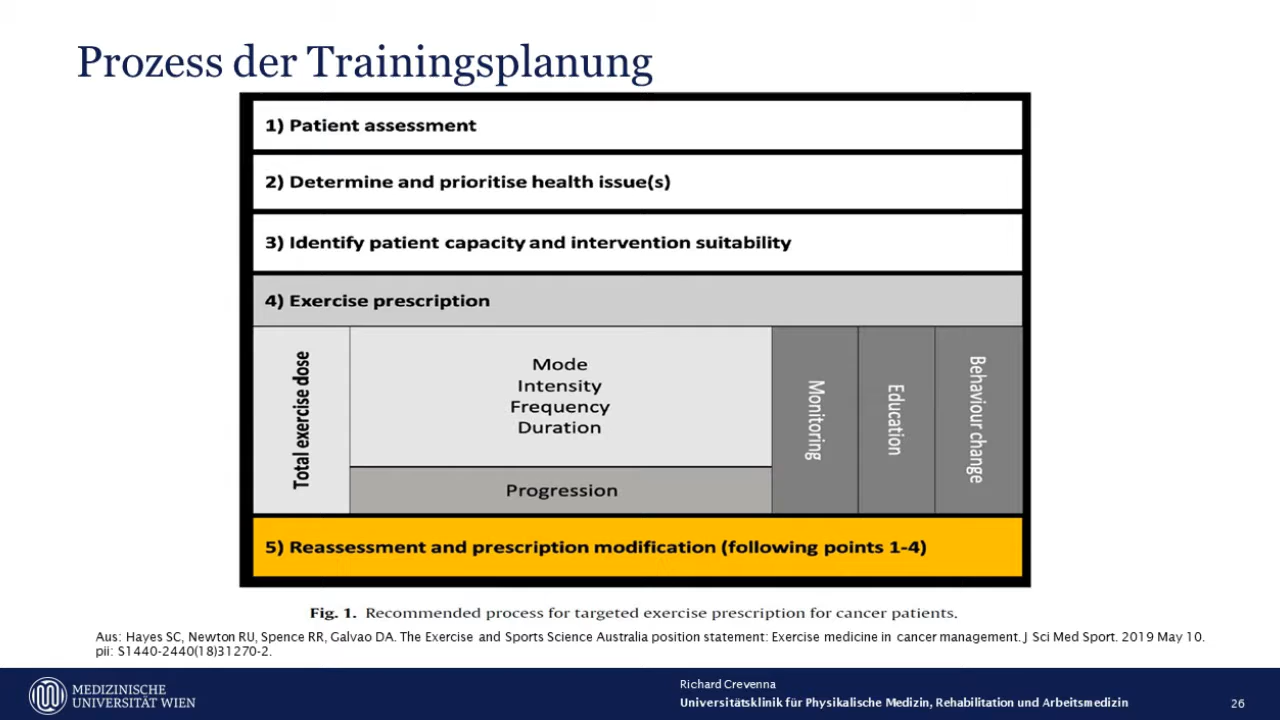 Prozess der Trainingsplanung
1) Patient assessment
2) Determine and prioritise health issue(s)
3) Identify patient capacity and intervention suitability
4) Exercise prescription
Total exercise dose
Mode
Intensity
Frequency
Duration
Progression
Monitoring
Education
Behaviour change
5) Reassessment and prescription modification (following points 1-4)
Fig. 1. Recommended process for targeted exercise prescription for cancer patients.
Aus: Hayes SC, Newton RU, Spence RR, Galvao DA. The Exercise and Sports Science Australia position statement: Exercise medicine in cancer management. J Sci Med Sport. 2019 May 10.
pii: S1440-2440(18)31270-2.
MEDIZINISCHE
UNIVERSITÄT WIEN
Richard Crevenna
Universitätsklinik für Physikalische Medizin, Rehabilitation und Arbeitsmedizin
26